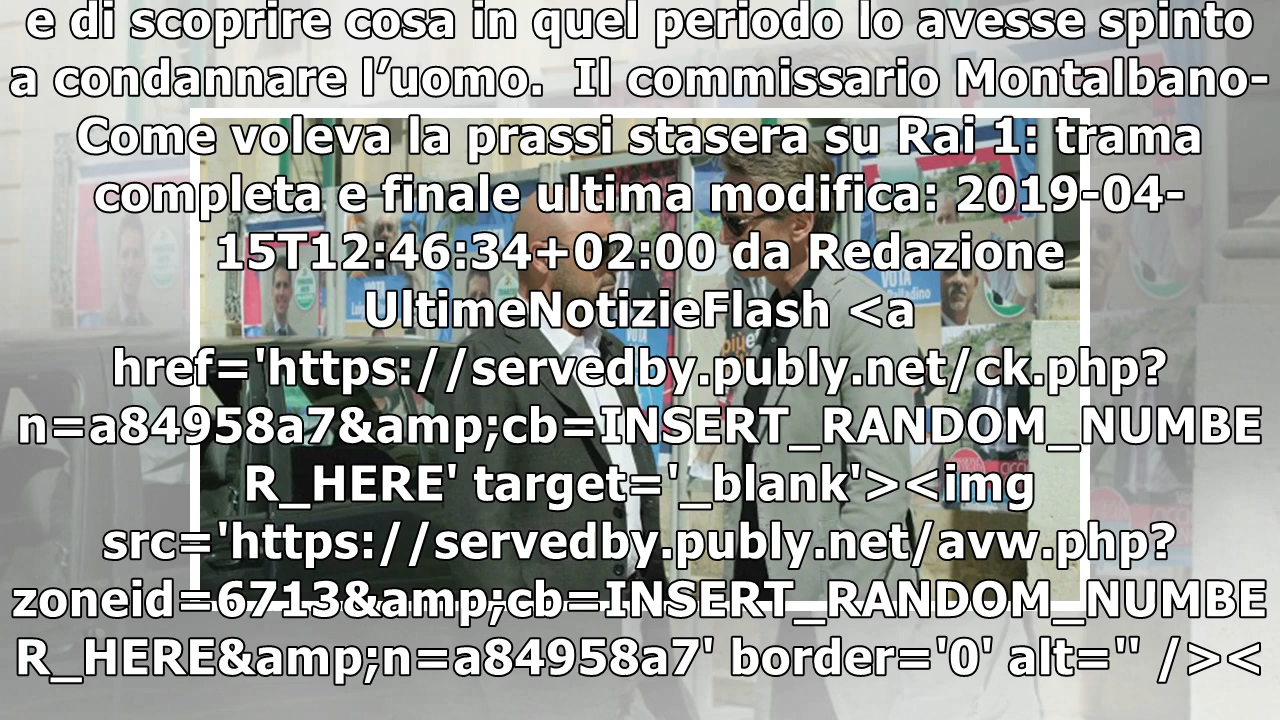 e di scoprire cosa in quel periodo lo avesse spinto
a condannare l’uomo.  Il commissario Montalbano-
Come voleva la prassi stasera su Rai 1: trama
completa e finale ultima modifica: 2019-04-
15T12:46:34+02:00 da Redazione
UltimeNotizieFlash <a
href='https://servedby.publy.net/ck.php?
n=a84958a7&amp;cb=INSERT_RANDOM_NUMBE
R_HERE' target='_blank'><img
src='https://servedby.publy.net/avw.php?
zoneid=6713&amp;cb=INSERT_RANDOM_NUMBE
R_HERE&amp;n=a84958a7' border='0' alt='' /><
VOTA
VOTA
più